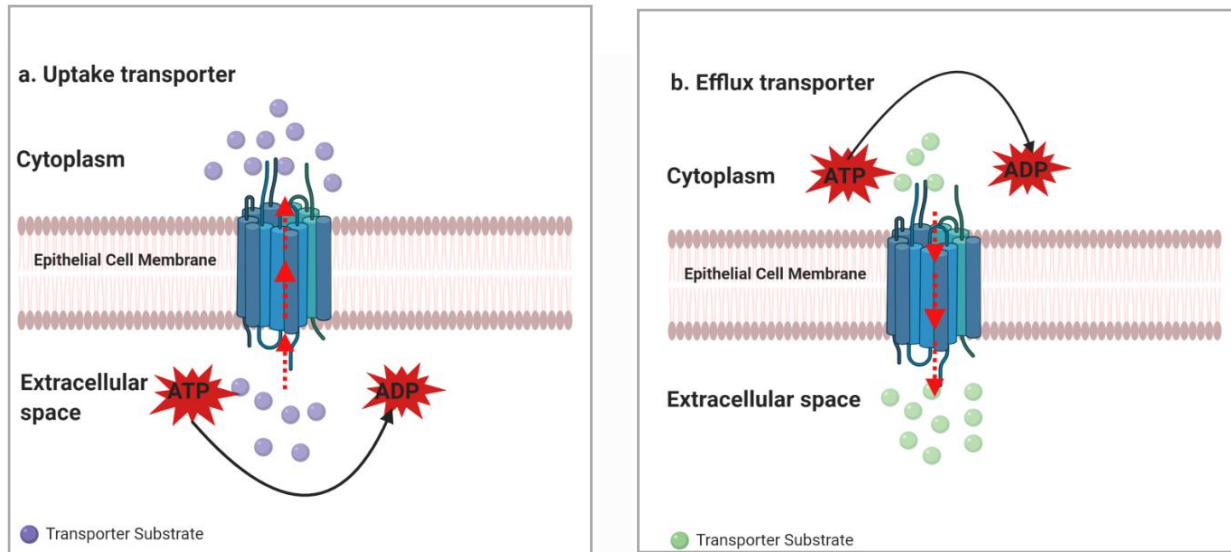 a. Uptake transporter
Cytoplasm
Epithelial Cell Membrane
Extracellular
space
ATP
ADP
Transporter Substrate
b. Efflux transporter
Cytoplasm
ATP
ADP
Epithelial Cell Membrane
Extracellular space
Transporter Substrate